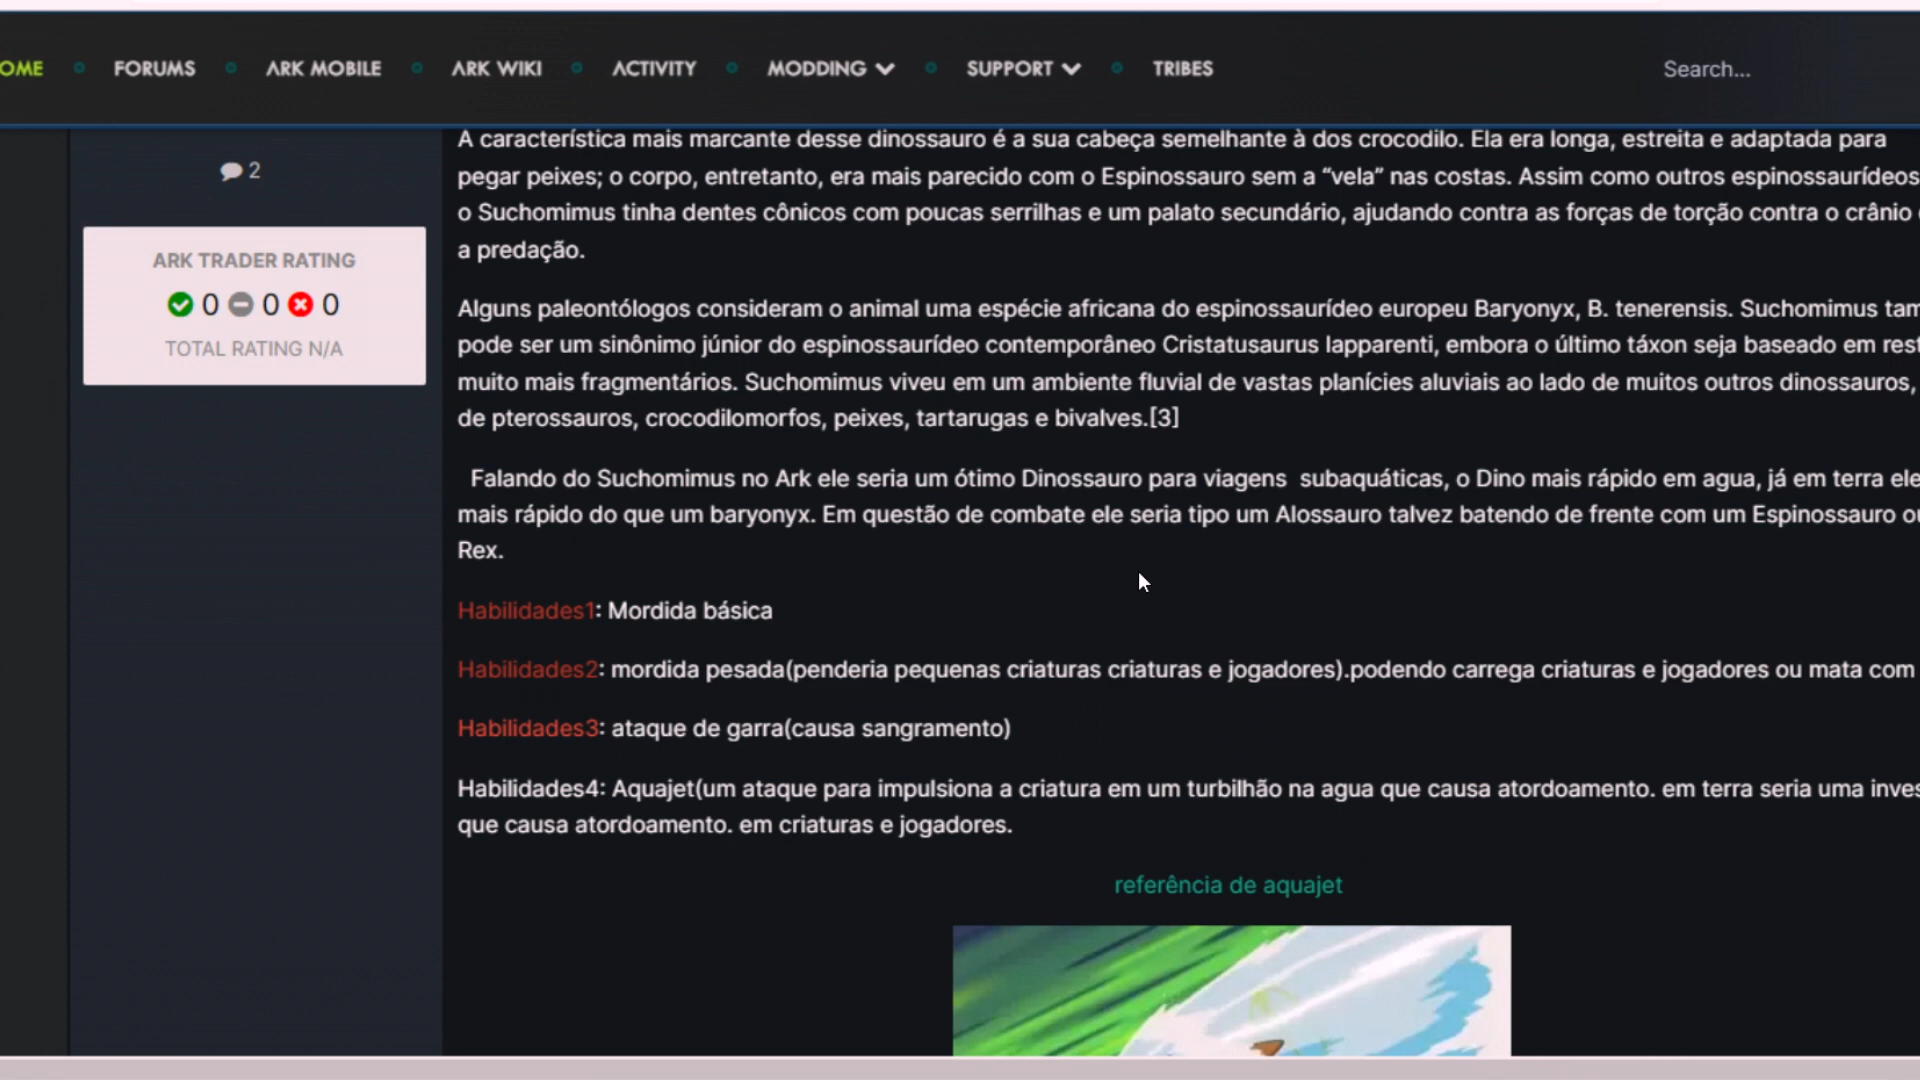 OME FORUMS ARK MOBILE ARK WIKI ACTIVITY MODDING SUPPORT TRIBES Search...
2
ARK TRADER RATING
0 0 0
TOTAL RATING N/A
A característica mais marcante desse dinossauro é a sua cabeça semelhante à dos crocodilo. Ela era longa, estreita e adaptada para
pegar peixes; o corpo, entretanto, era mais parecido com o Espinossauro sem a “vela” nas costas. Assim como outros espinossaurídeos
o Suchomimus tinha dentes cônicos com poucas serrilhas e um palato secundário, ajudando contra as forças de torção contra o crânio
a predação.
Alguns paleontólogos consideram o animal uma espécie africana do espinossaurídeo europeu Baryonyx, B. tenerensis. Suchomimus tam
pode ser um sinônimo júnior do espinossaurídeo contemporâneo Cristatusaurus lapparenti, embora o último táxon seja baseado em rest
muito mais fragmentários. Suchomimus viveu em um ambiente fluvial de vastas planícies aluviais ao lado de muitos outros dinossauros,
de pterossauros, crocodilomorfos, peixes, tartarugas e bivalves.[3]
Falando do Suchomimus no Ark ele seria um ótimo Dinossauro para viagens subaquáticas, o Dino mais rápido em agua, já em terra ele
mais rápido do que um baryonyx. Em questão de combate ele seria tipo um Alossauro talvez batendo de frente com um Espinossauro ou
Rex.
Habilidades1: Mordida básica
Habilidades2: mordida pesada(penderia pequenas criaturas criaturas e jogadores).podendo carrega criaturas e jogadores ou mata com
Habilidades3: ataque de garra(causa sangramento)
Habilidades4: Aquajet(um ataque para impulsiona a criatura em um turbilhão na agua que causa atordoamento. em terra seria uma inves
que causa atordoamento. em criaturas e jogadores.
referência de aquajet